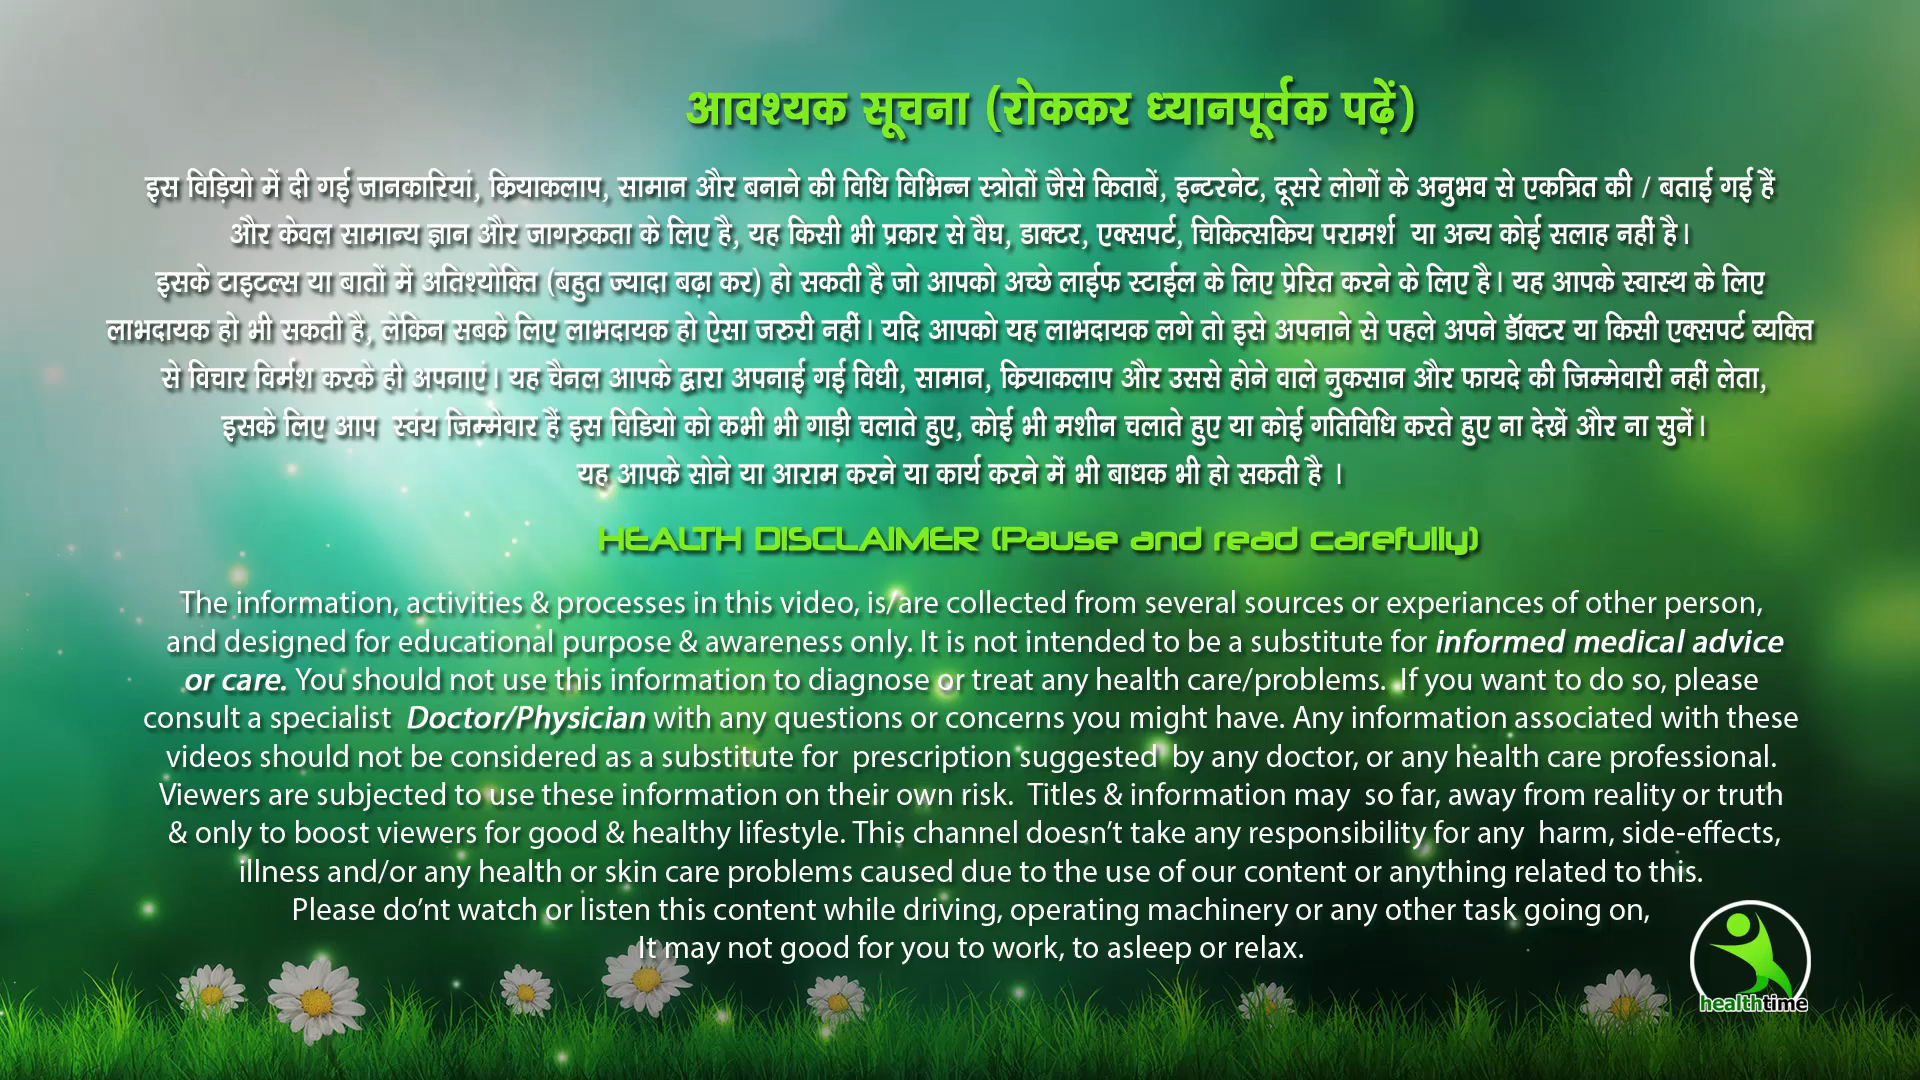 आवश्यक सूचना (रोककर ध्यानपूर्वक पढ़ें)
इस विड़ियो में दी गई जानकारियां, क्रियाकलाप, सामान और बनाने की विधि विभिन्न स्त्रोतों जैसे किताबें, इन्टरनेट, दूसरे लोगों के अनुभव से एकत्रित की / बताई गई हैं
और केवल सामान्य ज्ञान और जागरुकता के लिए है, यह किसी भी प्रकार से वैघ, डाक्टर, एक्सपर्ट, चिकित्सकिय परामर्श या अन्य कोई सलाह नहीं है।
इसके टाइटल्स या बातों में अतिश्योक्ति (बहुत ज्यादा बढ़ा कर) हो सकती है जो आपको अच्छे लाईफ स्टाईल के लिए प्रेरित करने के लिए है। यह आपके स्वास्थ के लिए
लाभदायक हो भी सकती है, लेकिन सबके लिए लाभदायक हो ऐसा जरुरी नहीं। यदि आपको यह लाभदायक लगे तो इसे अपनाने से पहले अपने डॅाक्टर या किसी एक्सपर्ट व्यक्ति
से विचार विर्मश करके ही अपनाएं। यह चैनल आपके द्वारा अपनाई गई विधी, सामान, क्रियाकलाप और उससे होने वाले नुकसान और फायदे की जिम्मेवारी नहीं लेता,
इसके लिए आप स्वंय जिम्मेवार हैं इस विडियो को कभी भी गाड़ी चलाते हुए, कोई भी मशीन चलाते हुए या कोई गतिविधि करते हुए ना देखें और ना सुनें।
यह आपके सोने या आराम करने या कार्य करने में भी बाधक भी हो सकती है ।
HEALTH DISCLAIMER (Pause and read carefully)
The information, activities & processes in this video, is/are collected from several sources or experiances of other person,
and designed for educational purpose & awareness only. It is not intended to be a substitute for informed medical advice
or care. You should not use this information to diagnose or treat any health care/problems. If you want to do so, please
consult a specialist Doctor/Physician with any questions or concerns you might have. Any information associated with these
videos should not be considered as a substitute for prescription suggested by any doctor, or any health care professional.
Viewers are subjected to use these information on their own risk. Titles & information may so far, away from reality or truth
& only to boost viewers for good & healthy lifestyle. This channel doesn't take any responsibility for any harm, side-effects,
illness and/or any health or skin care problems caused due to the use of our content or anything related to this.
Please do'nt watch or listen this content while driving, operating machinery or any other task going on,
It may not good for you to work, to asleep or relax.
healthtime